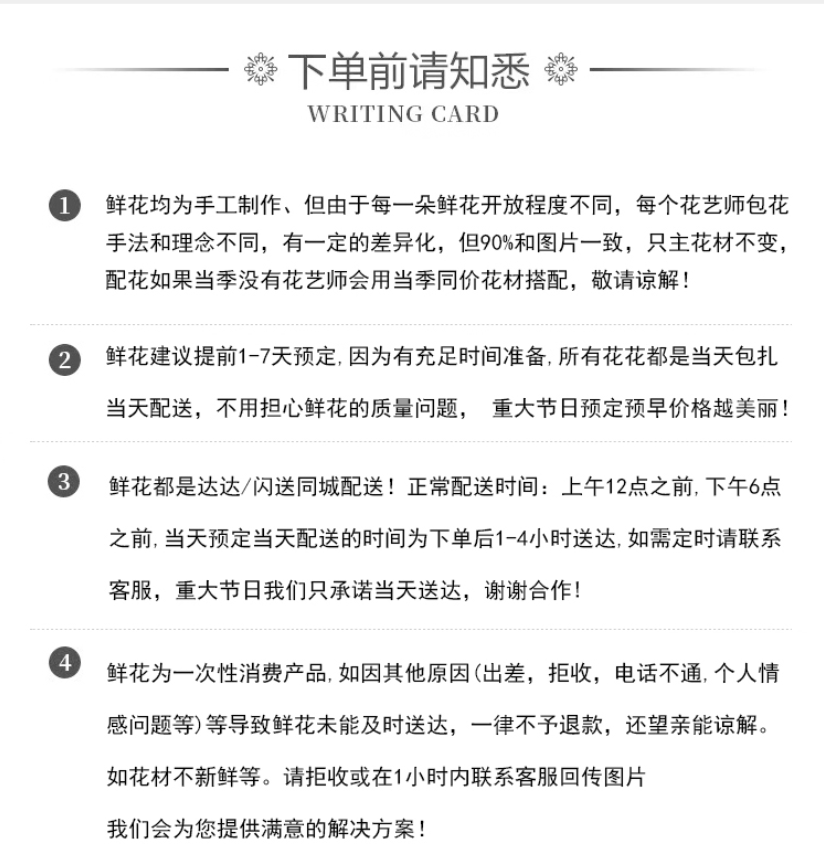 下单前请知悉
WRITING CARD
1 鲜花均为手工制作、但由于每一朵鲜花开放程度不同，每个花艺师包花
手法和理念不同，有一定的差异化，但90%和图片一致，只主花材不变，
配花如果当季没有花艺师会用当季同价花材搭配，敬请谅解！
2 鲜花建议提前1-7天预定,因为有充足时间准备,所有花花都是当天包扎
当天配送，不用担心鲜花的质量问题， 重大节日预定预早价格越美丽！
3 鲜花都是达达/闪送同城配送！正常配送时间：上午12点之前,下午6点
之前,当天预定当天配送的时间为下单后1-4小时送达,如需定时请联系
客服，重大节日我们只承诺当天送达，谢谢合作！
4 鲜花为一次性消费产品,如因其他原因(出差，拒收，电话不通,个人情
感问题等)等导致鲜花未能及时送达，一律不予退款，还望亲能谅解。
如花材不新鲜等。请拒收或在1小时内联系客服回传图片
我们会为您提供满意的解决方案！